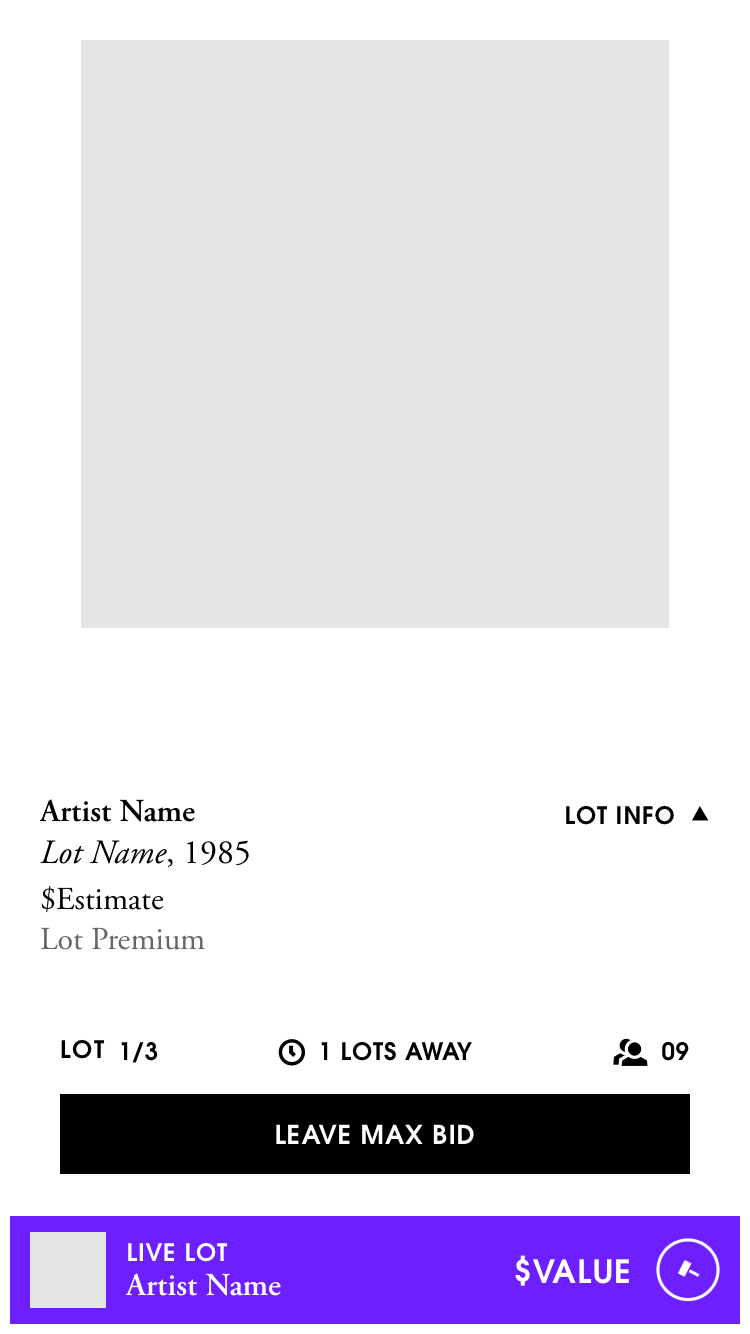 Artist Name
LOT INFO
Lot Name, 1985
$Estimate
Lot Premium
LOT 1/3
1 LOTS AWAY
09
LEAVE MAX BID
LIVE LOT
Artist Name
$VALUE